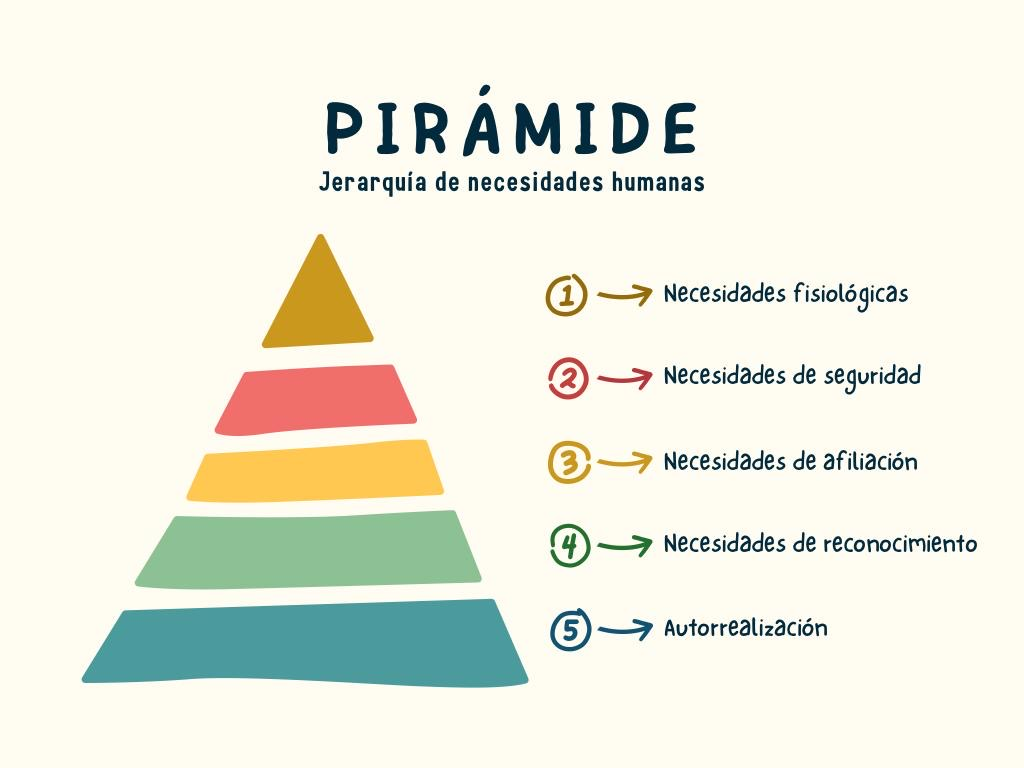 PIRÁMIDE
Jerarquía de necesidades humanas
1 Necesidades fisiológicas
2 Necesidades de seguridad
3 Necesidades de afiliación
4 Necesidades de reconocimiento
5 Autorrealización